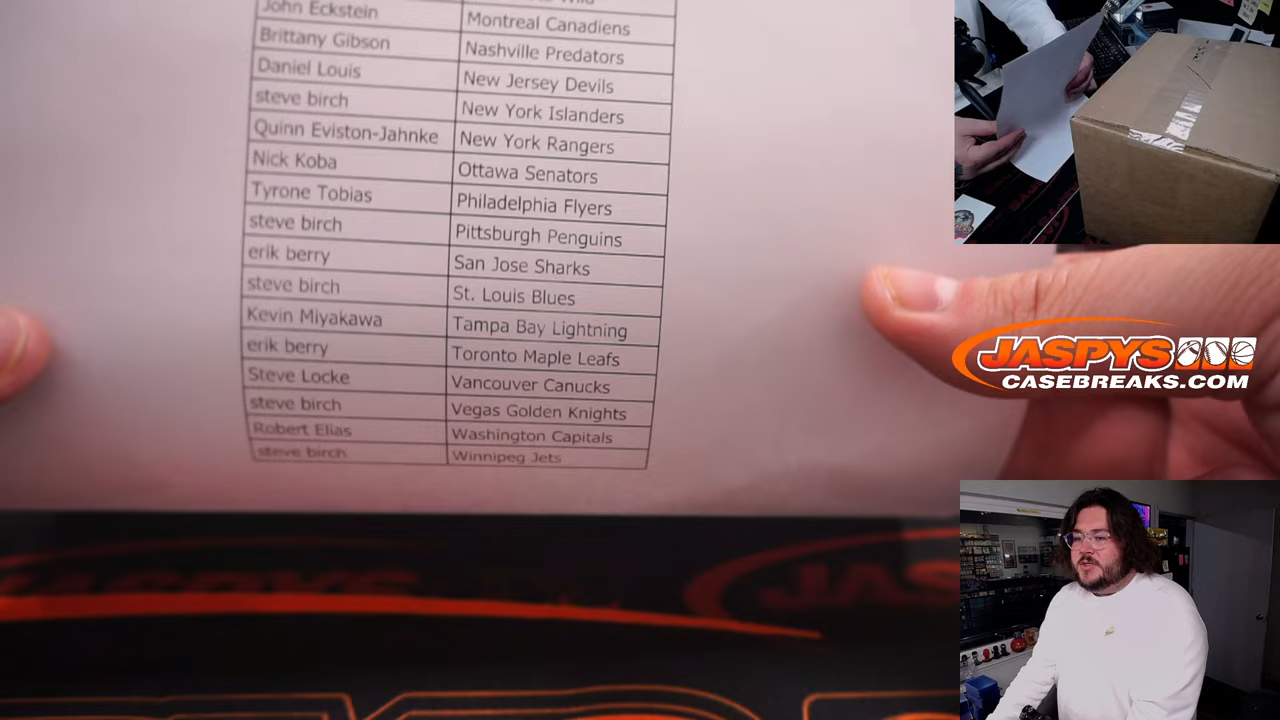 John Eckstein Montreal Canadiens
Brittany Gibson Nashville Predators
Daniel Louis New Jersey Devils
steve birch New York Islanders
Quinn Eviston-Jahnke New York Rangers
Nick Koba Ottawa Senators
Tyrone Tobias Philadelphia Flyers
steve birch Pittsburgh Penguins
erik berry San Jose Sharks
steve birch St. Louis Blues
Kevin Miyakawa Tampa Bay Lightning
erik berry Toronto Maple Leafs
Steve Locke Vancouver Canucks
steve birch Vegas Golden Knights
Robert Elias Washington Capitals
steve birch Winnipeg Jets
JASPYS
CASEBREAKS.COM
JASPYS
JASPYS